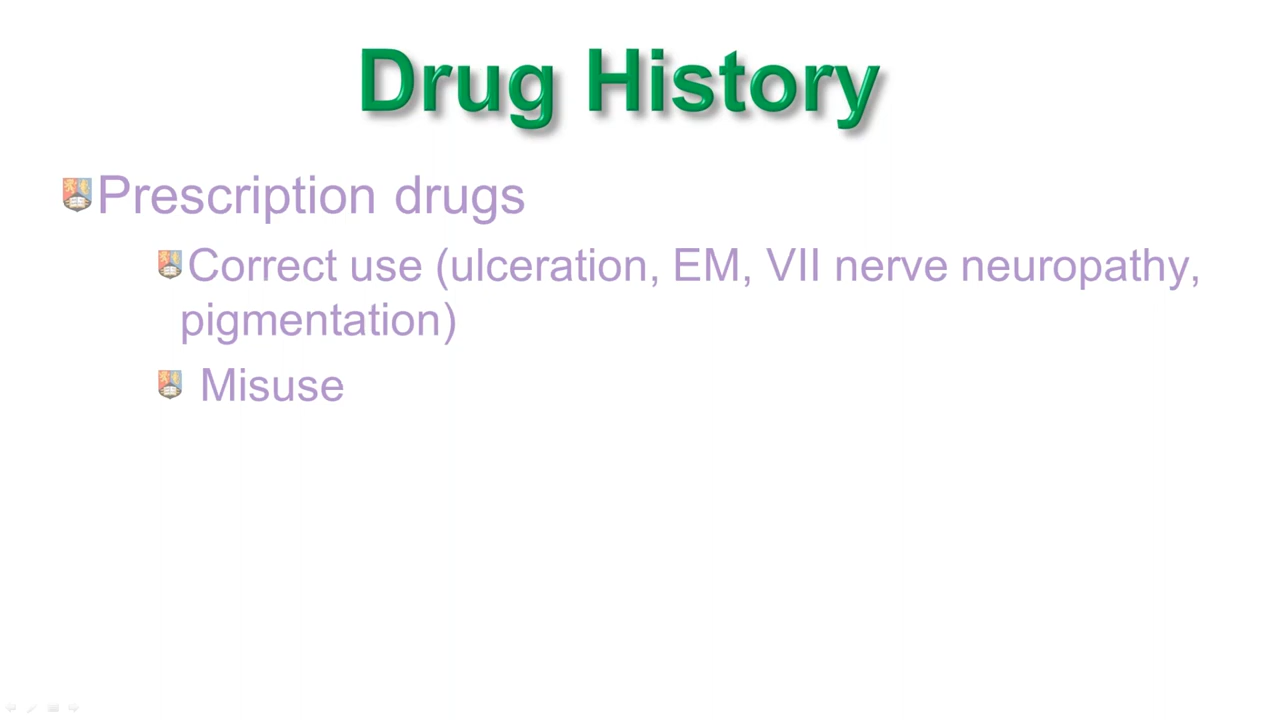 Drug History
Prescription drugs
Correct use (ulceration, EM, VII nerve neuropathy,
pigmentation)
Misuse